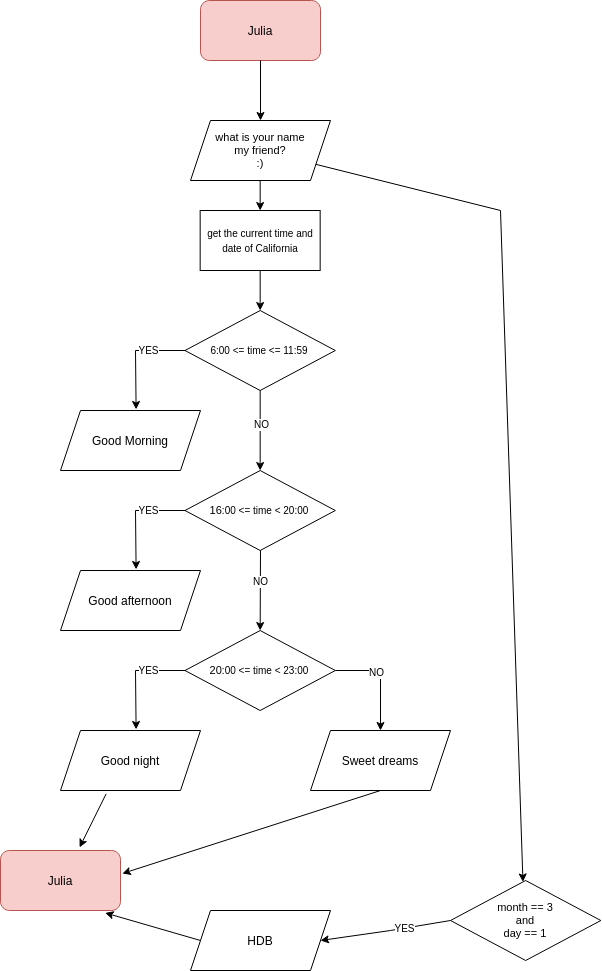 Julia
what is your name
my friend?
:)
get the current time and
date of California
6:00 <= time <= 11:59
YES
Good Morning
NO
16:00 <= time < 20:00
YES
Good afternoon
NO
20:00 <= time < 23:00
YES
NO
Good night
Sweet dreams
Julia
month == 3
and
day == 1
YES
HDB